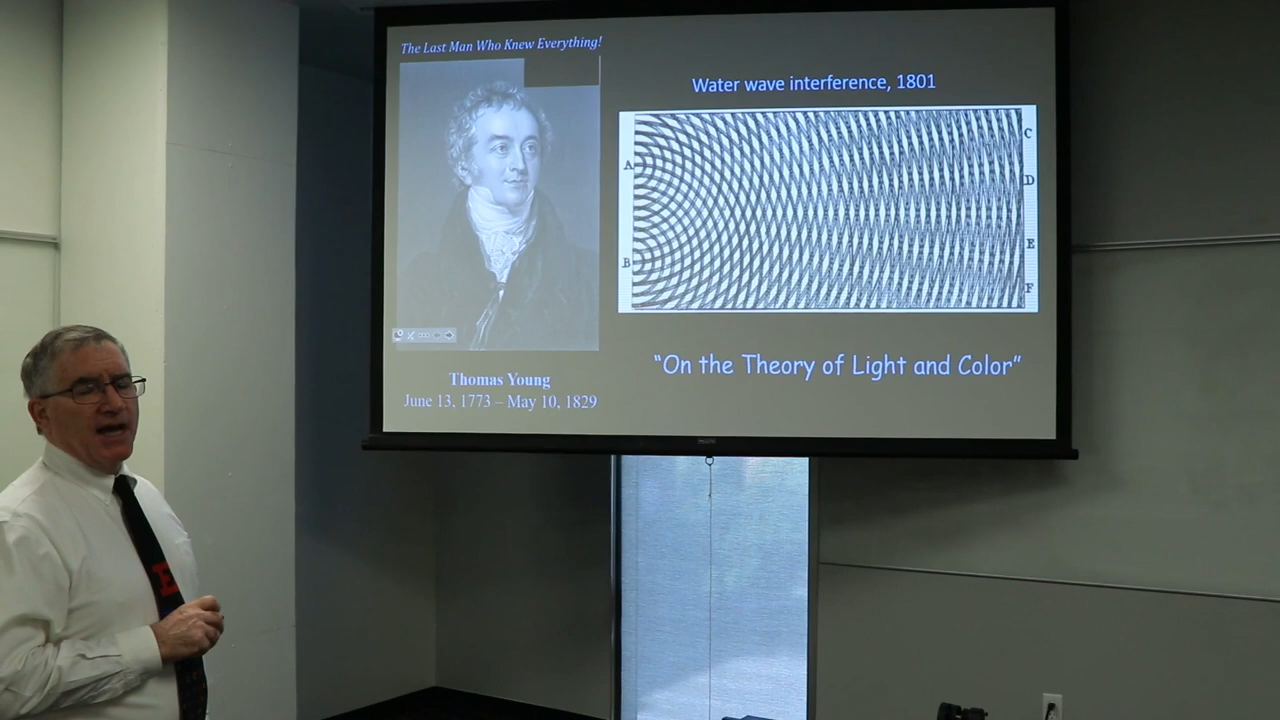 The Last Man Who Knew Everything!
Water wave interference, 1801
A
B
C
D
E
F
"On the Theory of Light and Color"
Thomas Young
June 13, 1773 – May 10, 1829
E